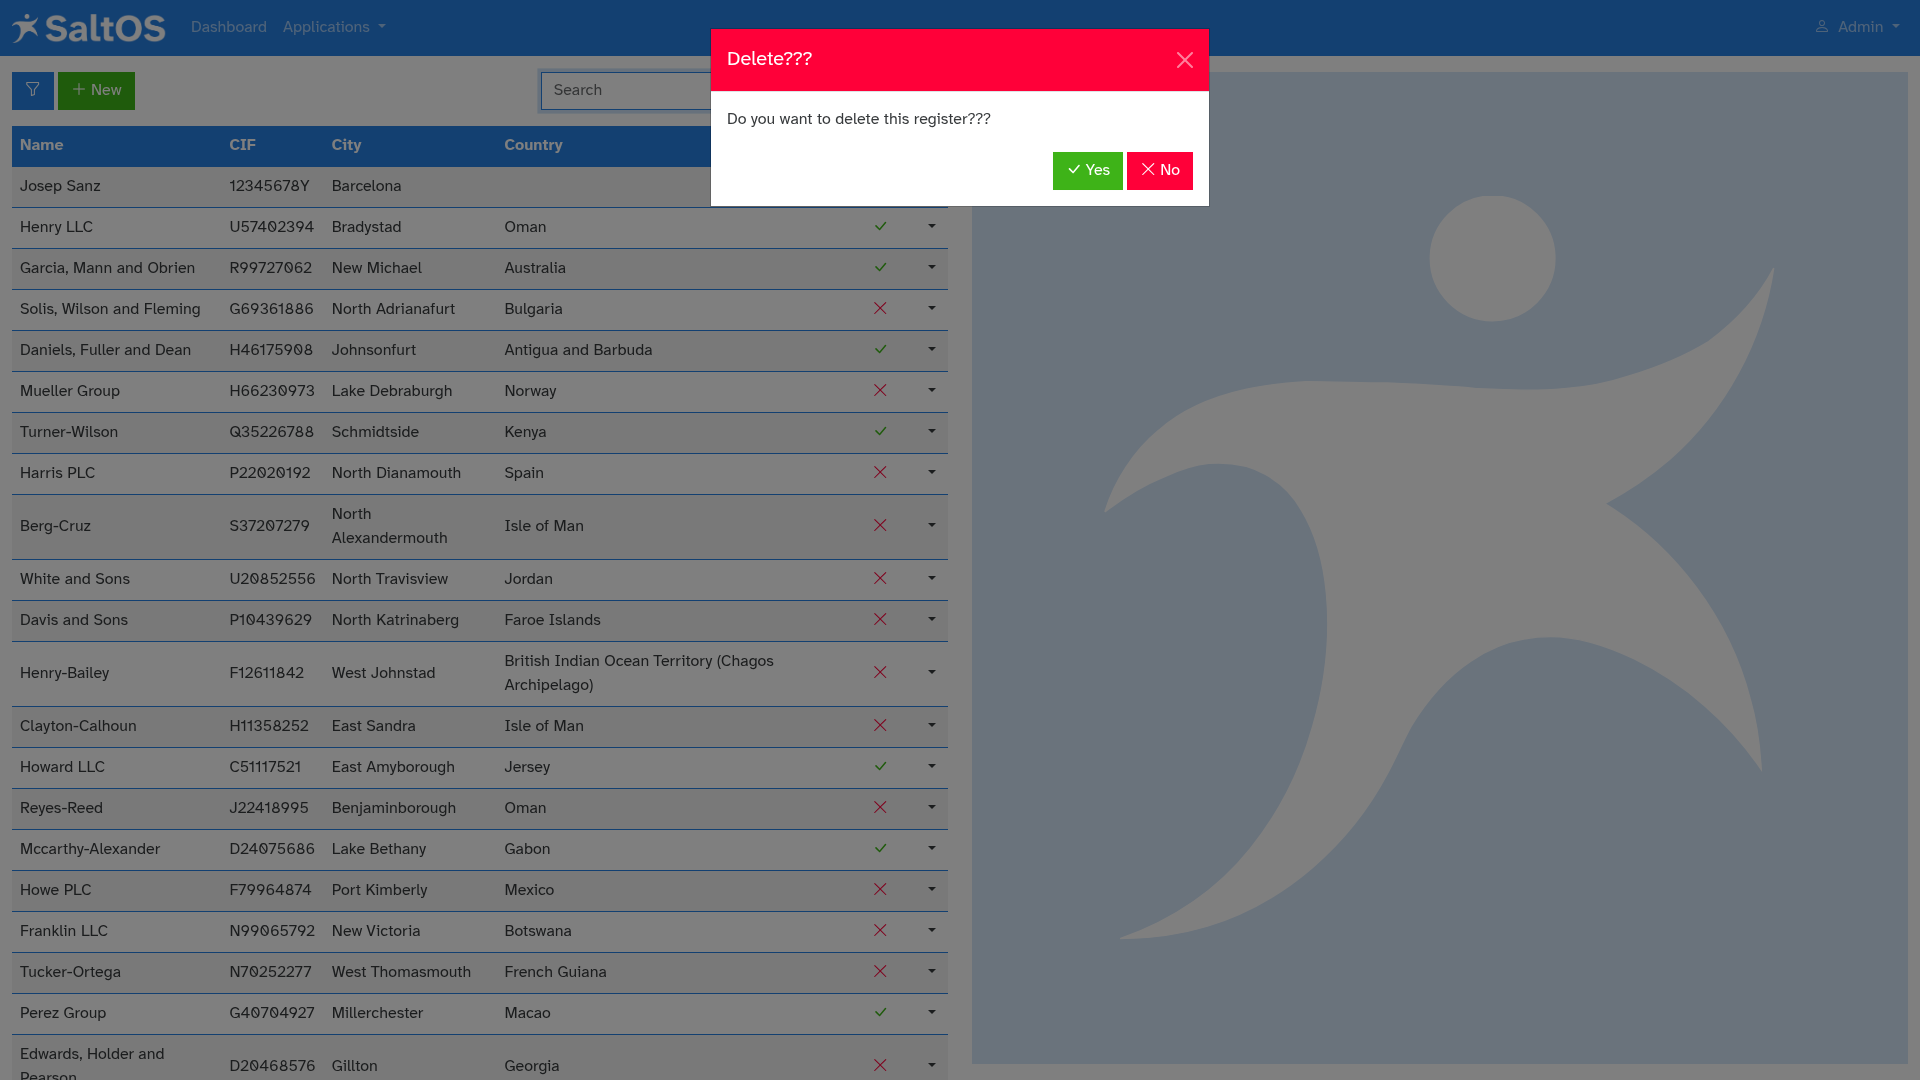 SaltOS Dashboard Applications Admin
Delete???
Do you want to delete this register???
Yes No
New Search
Name CIF City Country
Josep Sanz 12345678Y Barcelona
Henry LLC U57402394 Bradystad Oman
Garcia, Mann and Obrien R99727062 New Michael Australia
Solis, Wilson and Fleming G69361886 North Adrianafurt Bulgaria
Daniels, Fuller and Dean H46175908 Johnsonfurt Antigua and Barbuda
Mueller Group H66230973 Lake Debraburgh Norway
Turner-Wilson Q35226788 Schmidtside Kenya
Harris PLC P22020192 North Dianamouth Spain
Berg-Cruz S37207279 North Alexandermouth Isle of Man
White and Sons U20852556 North Travisview Jordan
Davis and Sons P10439629 North Katrinaberg Faroe Islands
Henry-Bailey F12611842 West Johnstad British Indian Ocean Territory (Chagos Archipelago)
Clayton-Calhoun H11358252 East Sandra Isle of Man
Howard LLC C51117521 East Amyborough Jersey
Reyes-Reed J22418995 Benjaminborough Oman
Mccarthy-Alexander D24075686 Lake Bethany Gabon
Howe PLC F79964874 Port Kimberly Mexico
Franklin LLC N99065792 New Victoria Botswana
Tucker-Ortega N70252277 West Thomasmouth French Guiana
Perez Group G40704927 Millerchester Macao
Edwards, Holder and Pearson D20468576 Gillton Georgia